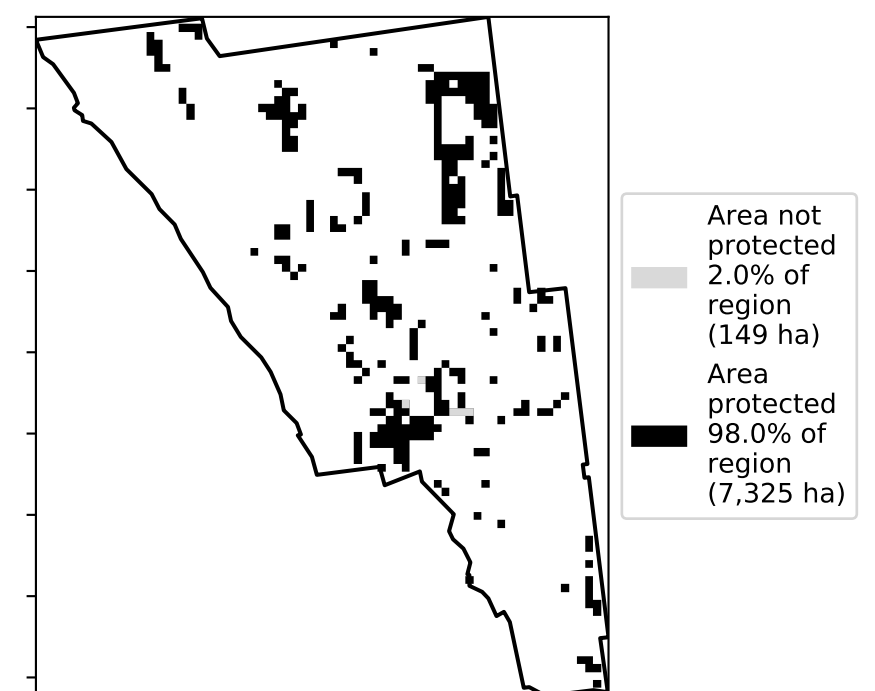 Area not
protected
2.0% of
region
(149 ha)
Area
protected
98.0% of
region
(7,325 ha)